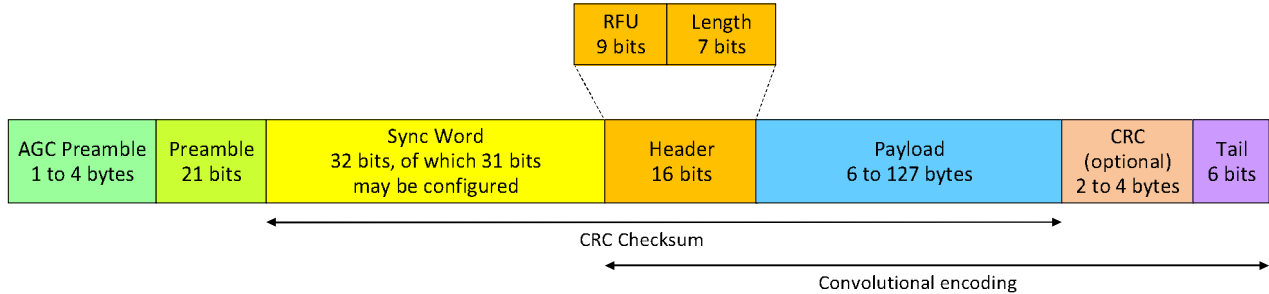 RFU
9 bits
Length
7 bits
AGC Preamble
1 to 4 bytes
Preamble
21 bits
Sync Word
32 bits, of which 31 bits
may be configured
Header
16 bits
Payload
6 to 127 bytes
CRC
(optional)
2 to 4 bytes
Tail
6 bits
CRC Checksum
Convolutional encoding